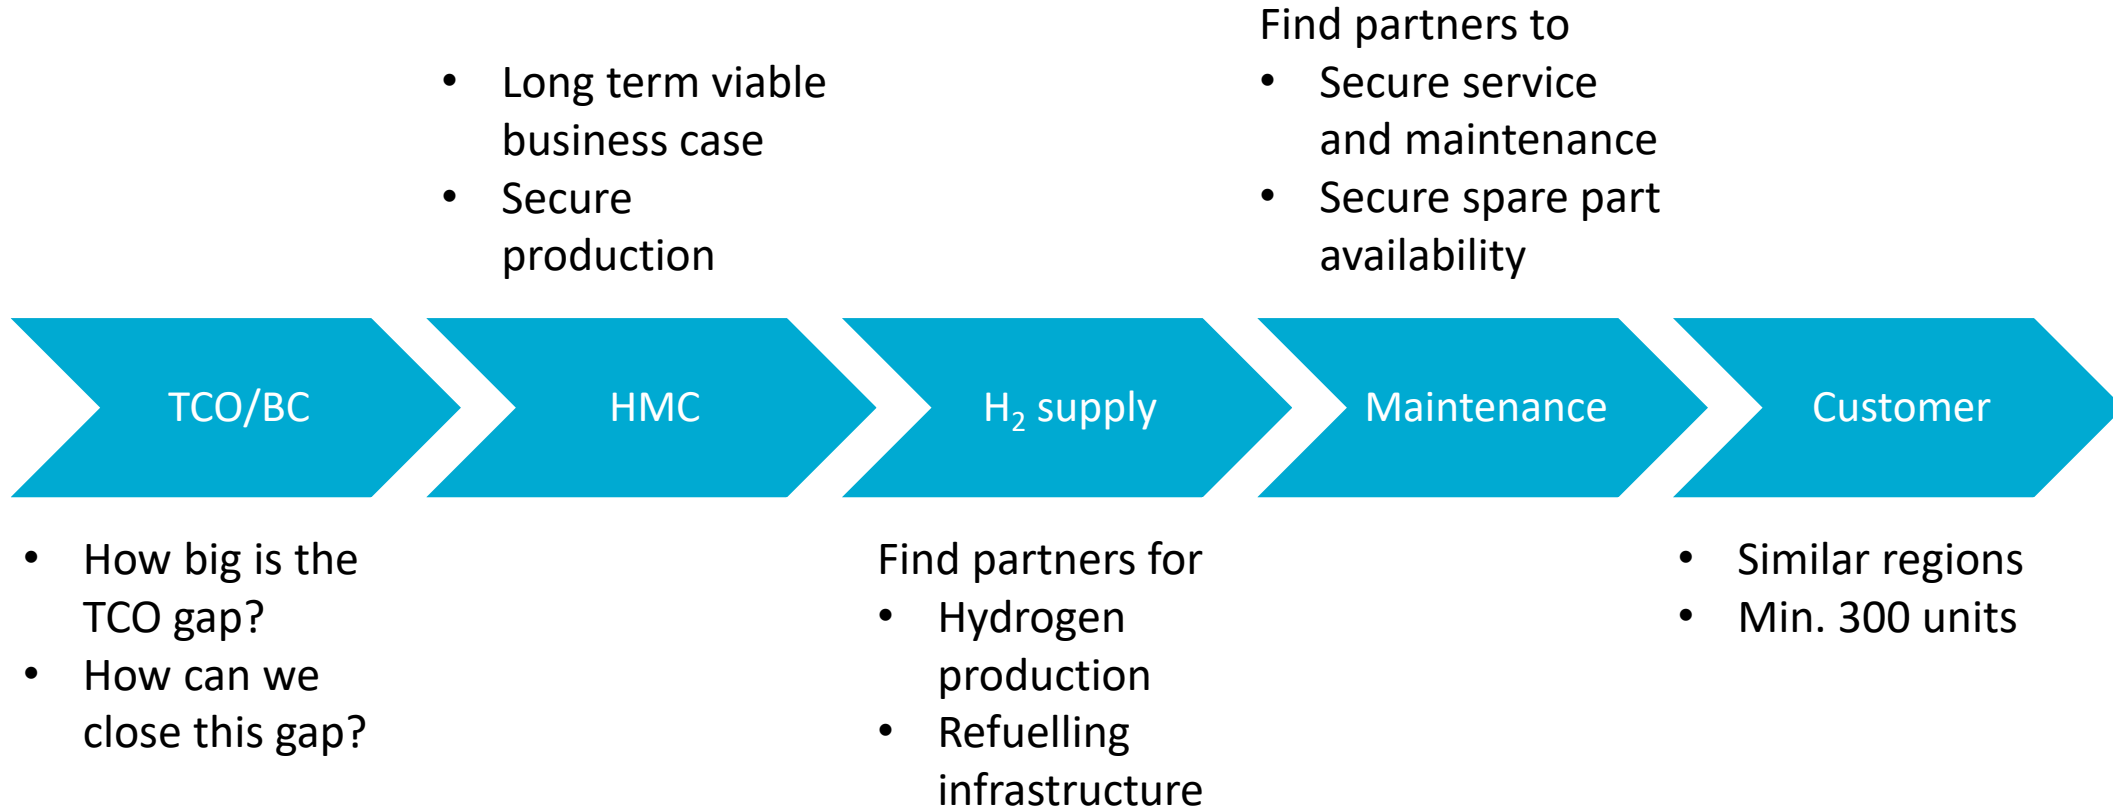 Find partners to
• Long term viable
business case
• Secure
production
• Secure service
and maintenance
• Secure spare part
availability
TCO/BC
HMC
H₂ supply
Maintenance
Customer
• How big is the
TCO gap?
• How can we
close this gap?
Find partners for
• Hydrogen
production
• Refuelling
infrastructure
• Similar regions
• Min. 300 units